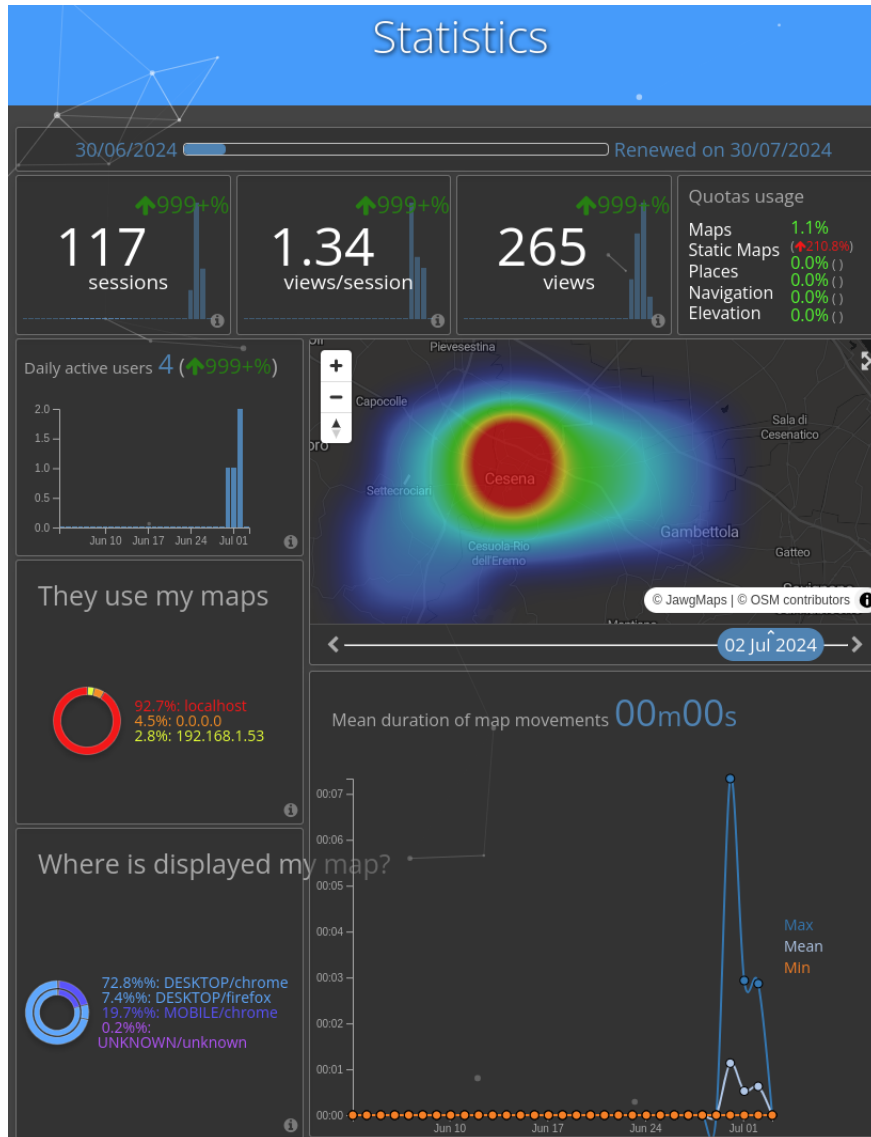 Statistics
30/06/2024
Renewed on 30/07/2024
999+%
117
sessions
999+%
1.34
views/session
999+%
265
views
Quotas usage
Maps 1.1%
Static Maps (210.8%)
Places 0.0% ( )
Navigation 0.0% ( )
Elevation 0.0% ( )
0.0% ( )
Daily active users 4 (999+%)
2.0
1.5
1.0
0.5
0.0
Jun 10 Jun 17 Jun 24 Jul 01
Pievesestina
Capocolle
Sala di
Cesenatico
Cesena
Settecrociari
Gambettola
Cesuola-Rio
dell'Eremo
Gatteo
© JawgMaps | © OSM contributors
02 Jul 2024
They use my maps
92.7%: localhost
4.5%: 0.0.0.0
2.8%: 192.168.1.53
Mean duration of map movements 00m00s
00:07
00:06
00:05
00:04
00:03
00:02
00:01
00:00
Jun 10 Jun 17 Jun 24 Jul 01
Max
Mean
Min
Where is displayed my map?
72.8%%: DESKTOP/chrome
7.4%%: DESKTOP/firefox
19.7%%: MOBILE/chrome
0.2%%:
UNKNOWN/unknown